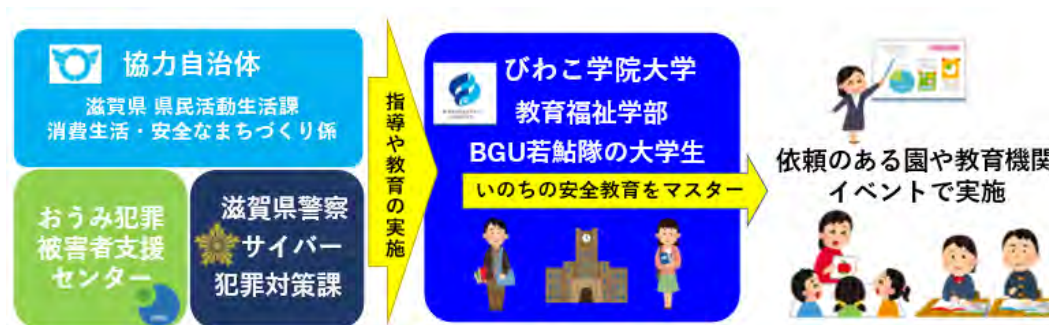 協力自治体
滋賀県 県民活動生活課
消費生活・安全なまちづくり係
おうみ犯罪
被害者支援
センター
滋賀県警察
サイバー
犯罪対策課
指導や教育の実施
びわこ学院大学
教育福祉学部
BGU若鮎隊の大学生
いのちの安全教育をマスター
依頼のある園や教育機関
イベントで実施